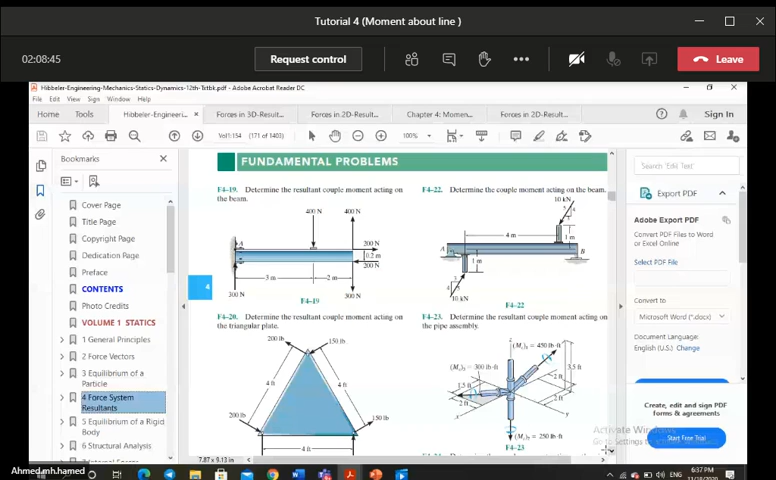 Tutorial 4 (Moment about line )
02:08:45
Request control
Leave
Hibbeler-Engineering-Mechanics-Statics-Dynamics-12th-Txtbk.pdf - Adobe Acrobat Reader DC
File Edit View Sign Window Help
Home Tools Hibbeler-Engineeri... Forces in 3D-Result... Forces in 2D-Result... Chapter 4: Momen... Forces in 2D-Result... Sign In
Vol1:154 (171 of 1403) 100%
Bookmarks
Cover Page
Title Page
Copyright Page
Dedication Page
Preface
CONTENTS
Photo Credits
VOLUME 1 STATICS
1 General Principles
2 Force Vectors
3 Equilibrium of a
Particle
4 Force System
Resultants
5 Equilibrium of a Rigid
Body
6 Structural Analysis
4
FUNDAMENTAL PROBLEMS
F4-19. Determine the resultant couple moment acting on
the beam.
400 N 400 N
A
200 N
0.2 m
200 N
3 m 2 m
300 N 300 N
F4-19
F4-20. Determine the resultant couple moment acting on
the triangular plate.
200 lb 150 lb
4 ft 4 ft
200 lb 150 lb
4 ft
F4-22. Determine the couple moment acting on the beam.
10 kN
4 m
1 m
A B
1 m
10 kN
F4-22
F4-23. Determine the resultant couple moment acting on
the pipe assembly.
z
(Mc)3 = 450 lb·ft
(Mc)2 = 300 lb·ft
3.5 ft
2 ft
1.5 ft
2 ft
2 ft
x y
(Mc)1 = 250 lb·ft
F4-23
Search 'Edit Text'
Export PDF
Adobe Export PDF
Convert PDF Files to Word
or Excel Online
Select PDF File
Convert to
Microsoft Word (*.docx)
Document Language:
English (U.S.) Change
Create, edit and sign PDF
forms & agreements
Start Free Trial
Activate Windows
7.87 x 9.13 in
Ahmed.mh.hamed
ENG
6:37 PM